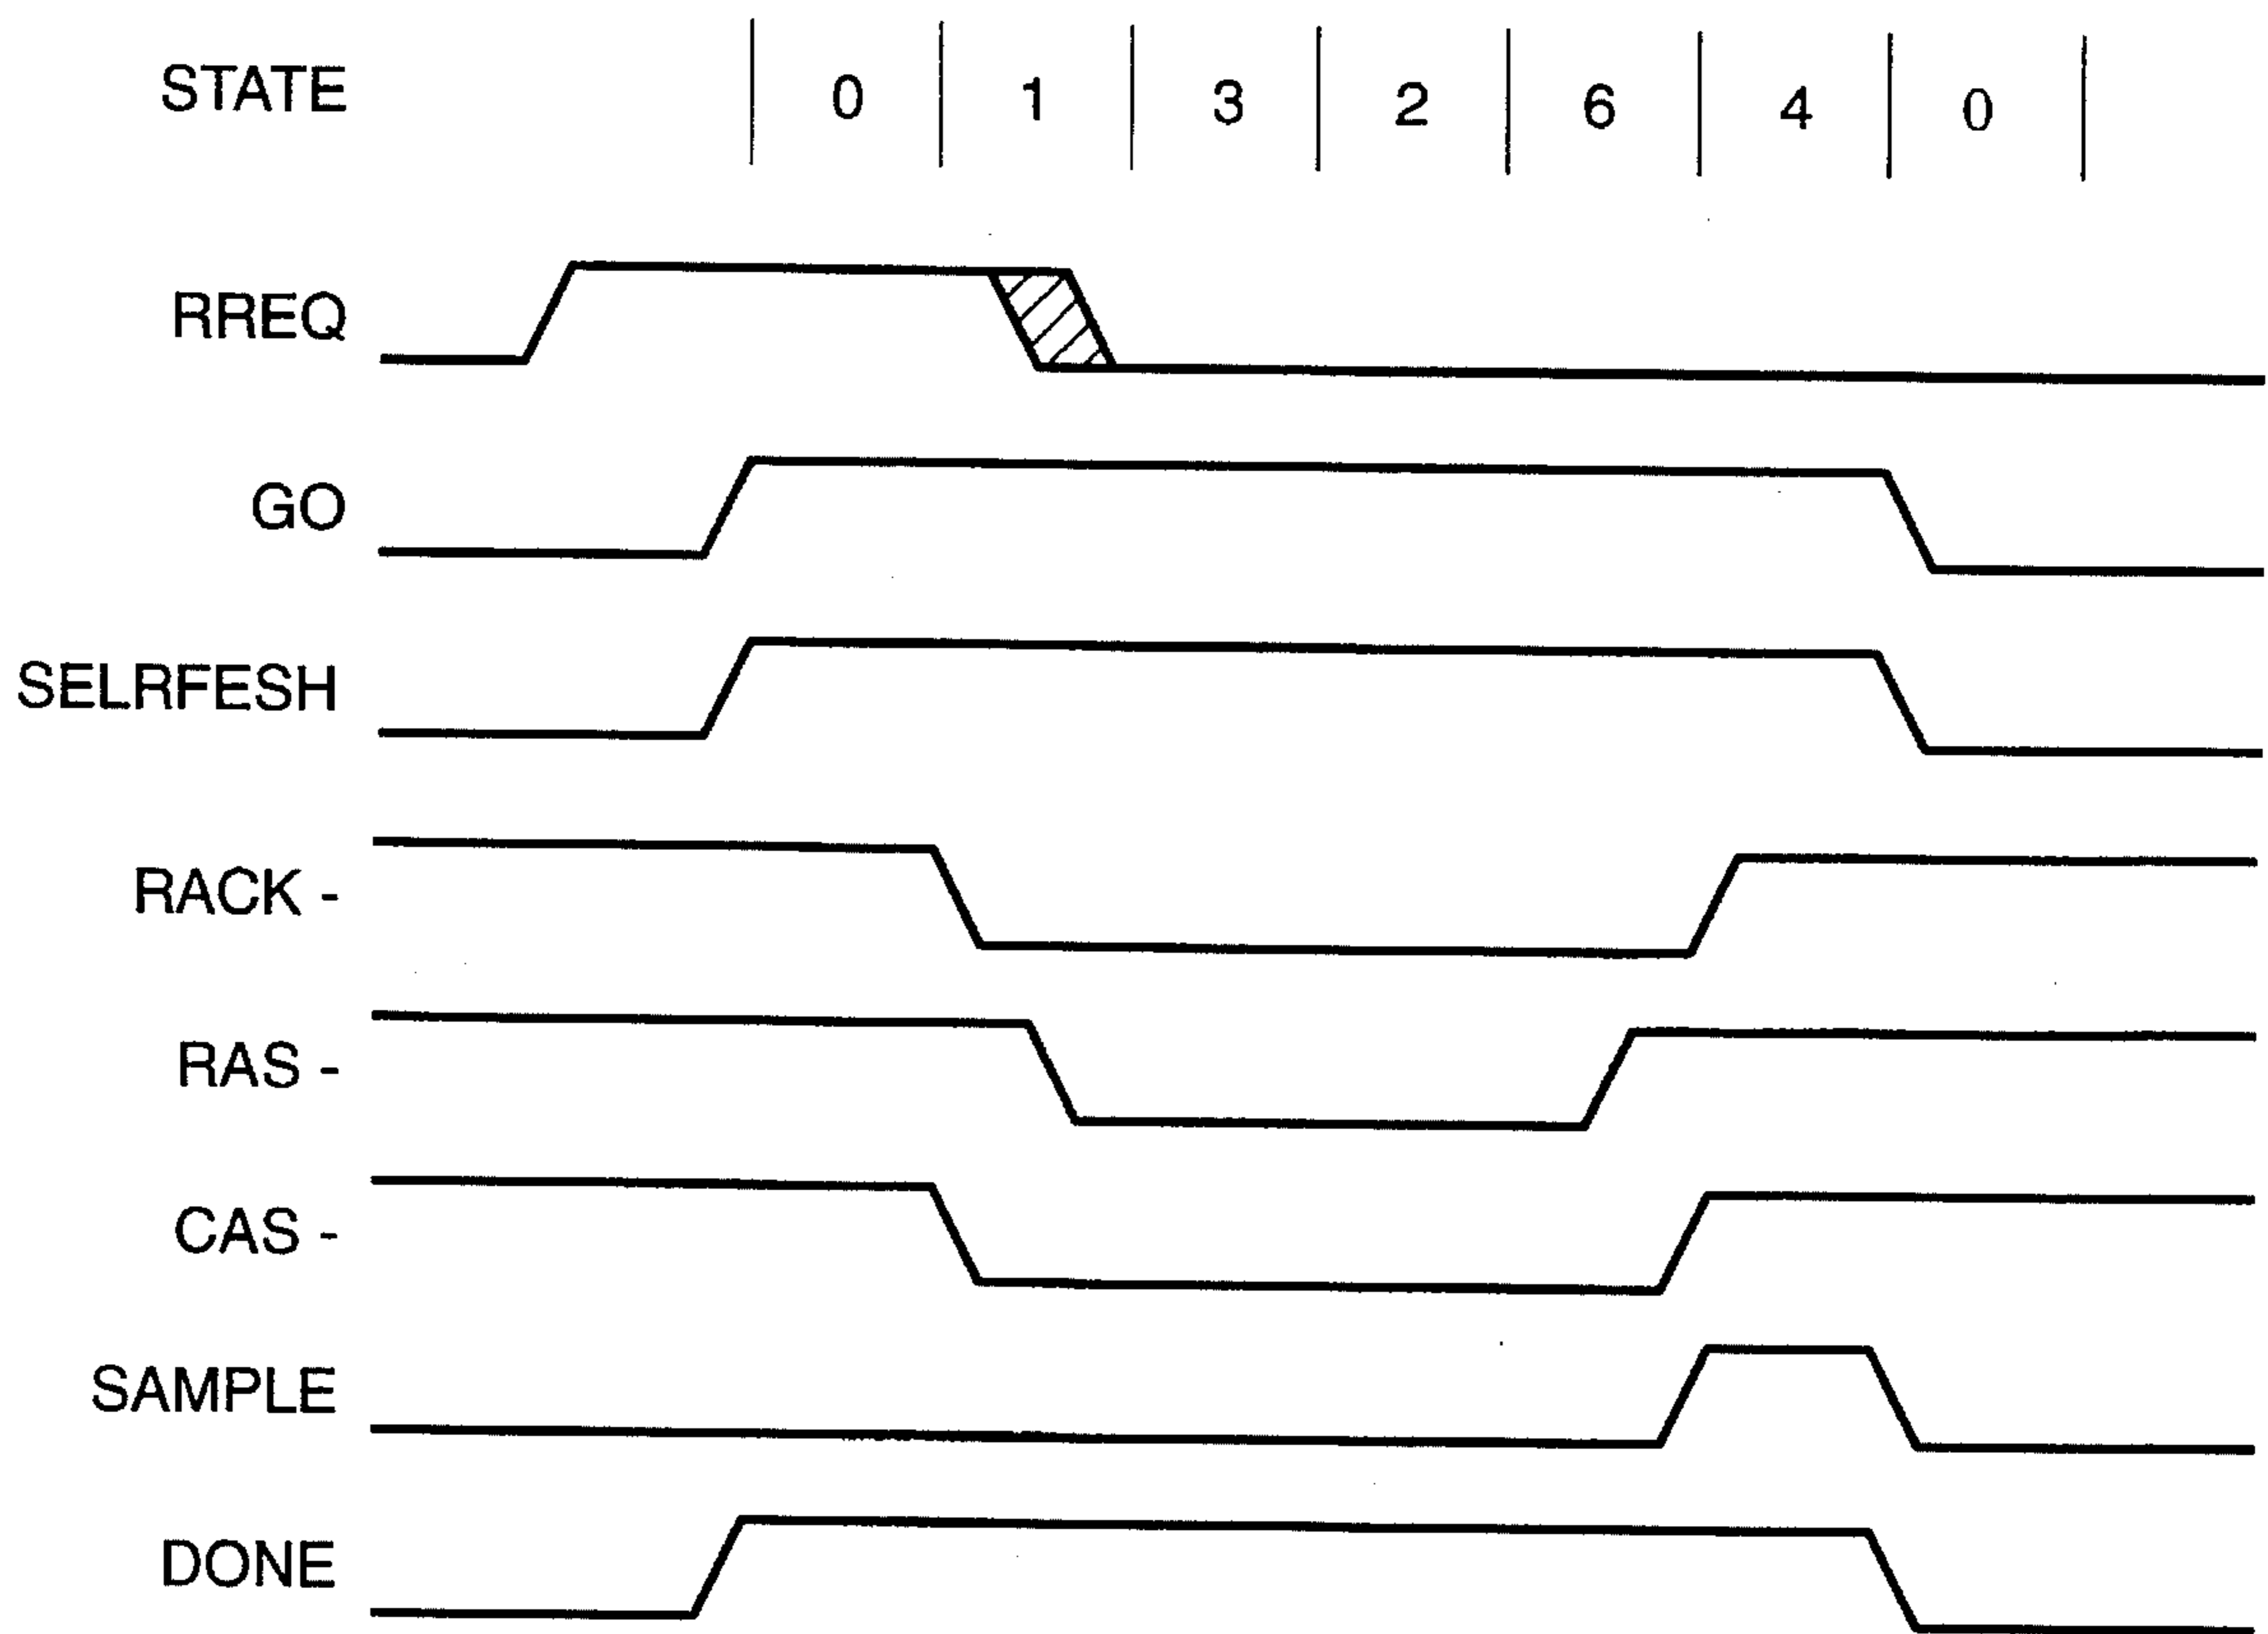 STATE 0 1 3 2 6 4 0
RREQ
GO
SELRFESH
RACK -
RAS -
CAS -
SAMPLE
DONE